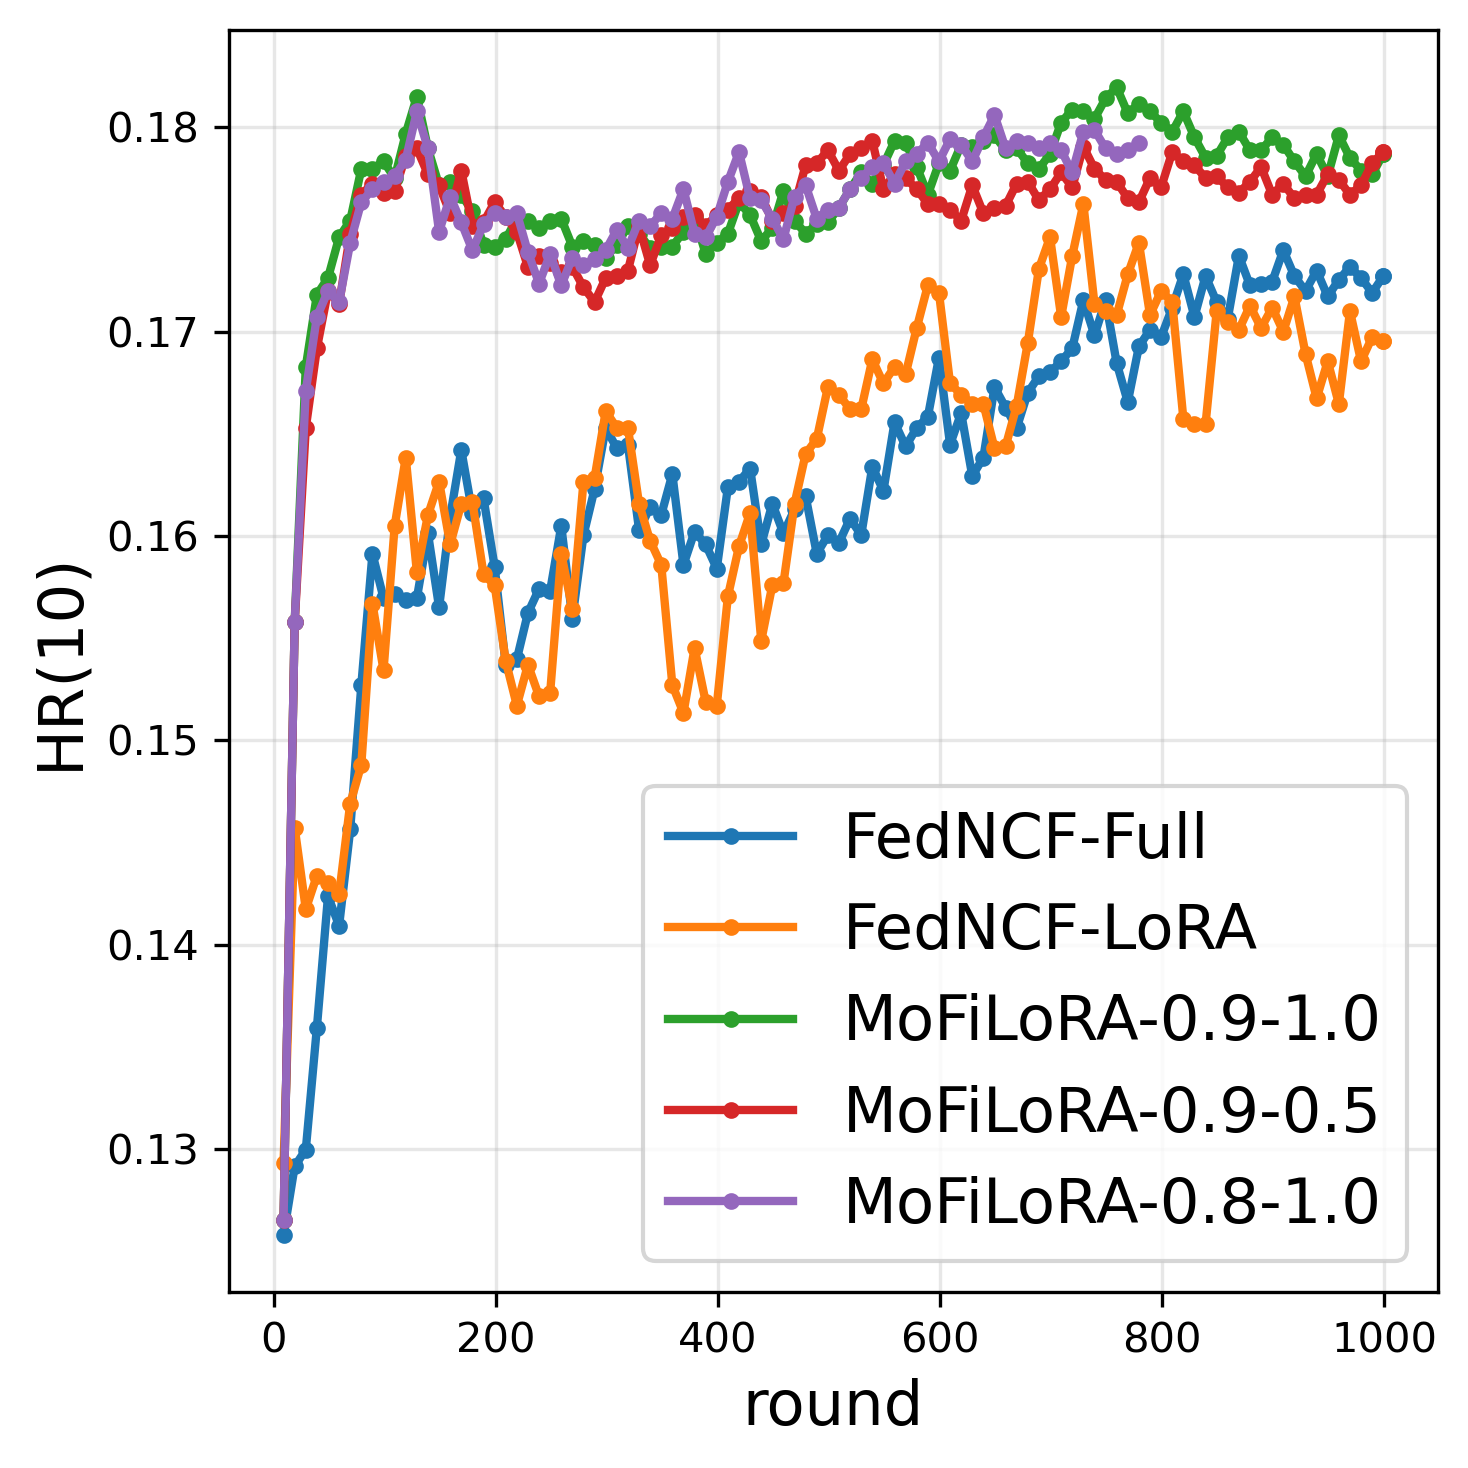 0.18
0.17
0.16
0.15
0.14
0.13
HR(10)
FedNCF-Full
FedNCF-LoRA
MoFiLoRA-0.9-1.0
MoFiLoRA-0.9-0.5
MoFiLoRA-0.8-1.0
0 200 400 600 800 1000
round